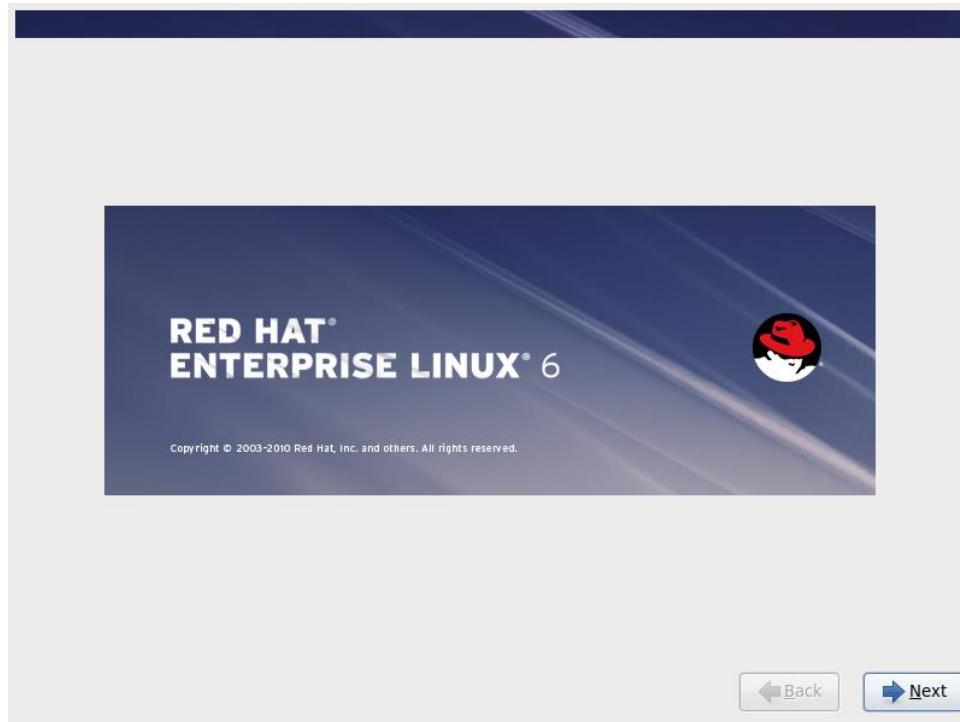 RED HAT®
ENTERPRISE LINUX® 6
Copyright © 2003-2010 Red Hat, Inc. and others. All rights reserved.
Back
Next